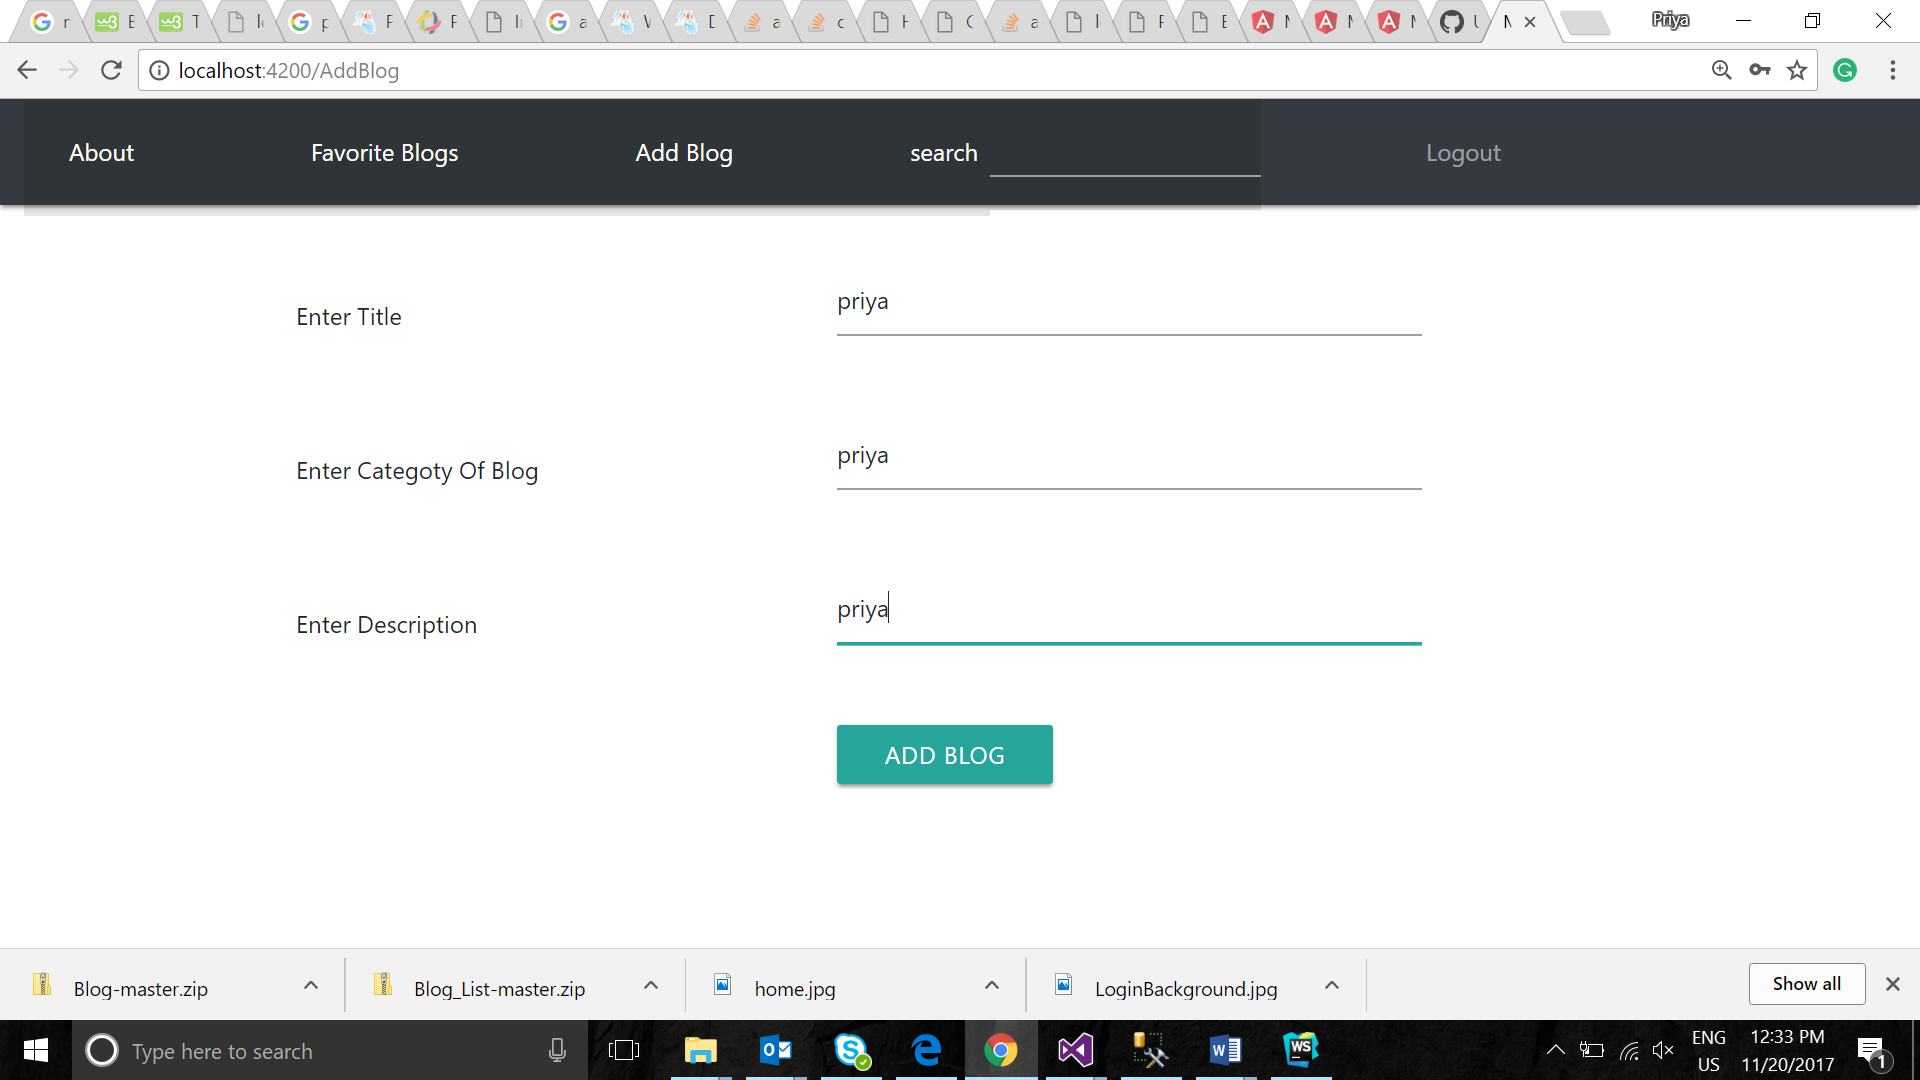 Priya
localhost:4200/AddBlog
About Favorite Blogs Add Blog search Logout
Enter Title priya
Enter Categoty Of Blog priya
Enter Description priya
ADD BLOG
Blog-master.zip Blog_List-master.zip home.jpg LoginBackground.jpg Show all
Type here to search
ENG 12:33 PM
US 11/20/2017
1